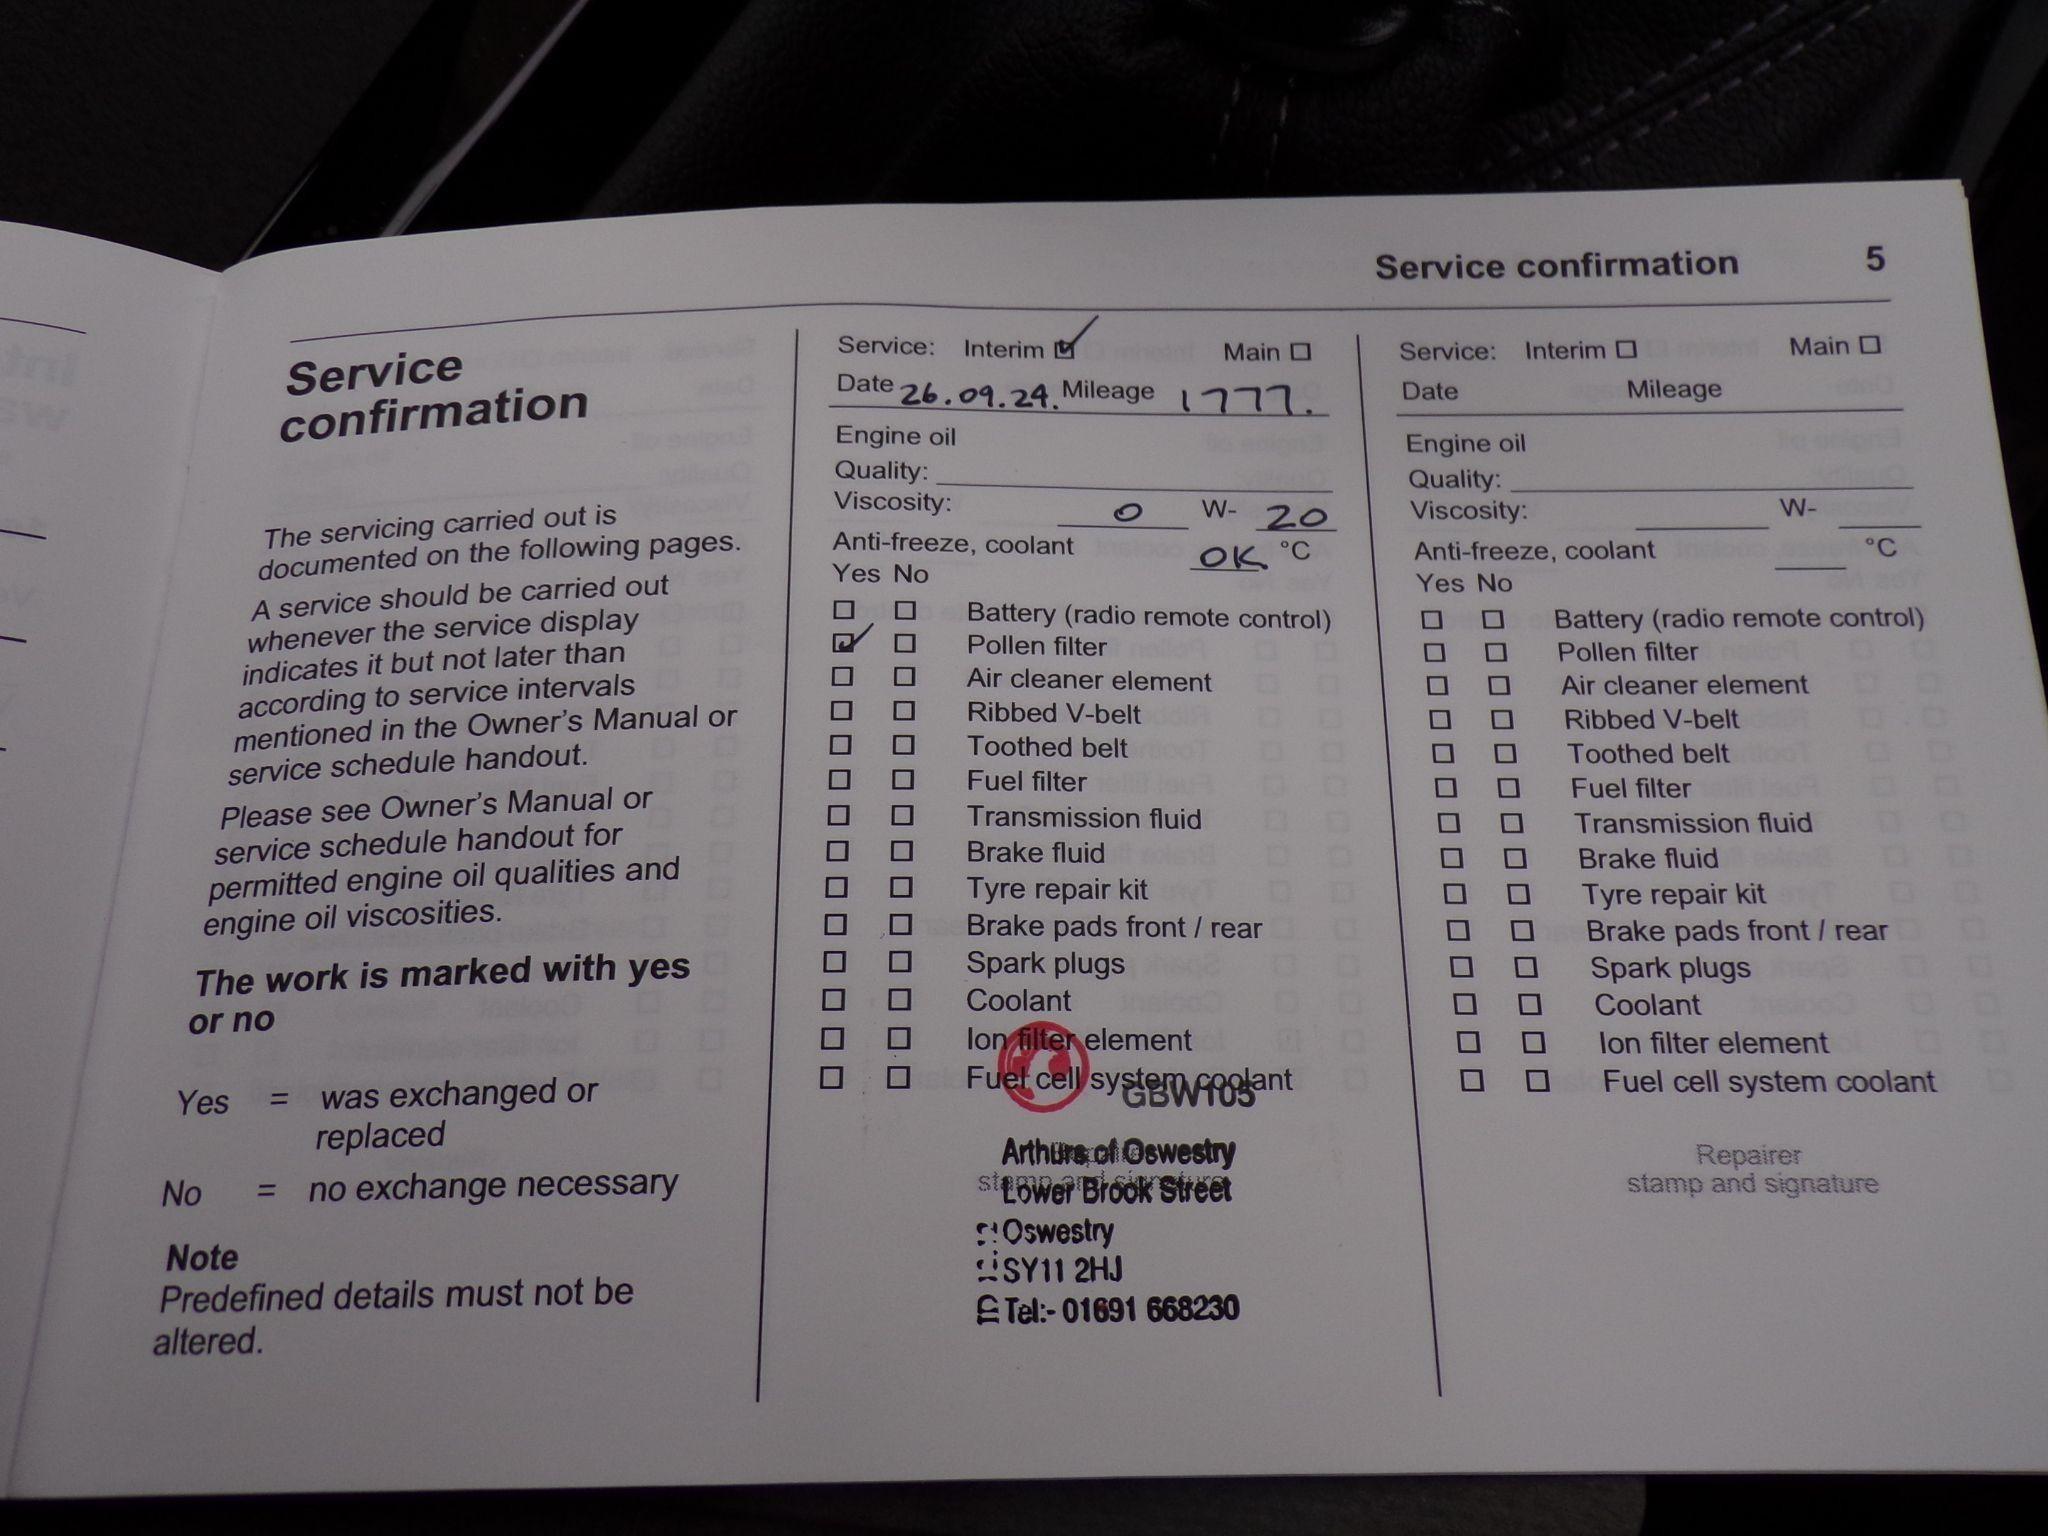 Service confirmation 5
Service
confirmation
The servicing carried out is
documented on the following pages.
A service should be carried out
whenever the service display
indicates it but not later than
according to service intervals
mentioned in the Owner's Manual or
service schedule handout.
Please see Owner's Manual or
service schedule handout for
permitted engine oil qualities and
engine oil viscosities.
The work is marked with yes
or no
Yes = was exchanged or
replaced
No = no exchange necessary
Note
Predefined details must not be
altered.
Service: Interim Main
Date 26.09.24. Mileage 1777.
Engine oil
Quality:
Viscosity: 0 W- 20
Anti-freeze, coolant OK °C
Yes No
Battery (radio remote control)
Pollen filter
Air cleaner element
Ribbed V-belt
Toothed belt
Fuel filter
Transmission fluid
Brake fluid
Tyre repair kit
Brake pads front / rear
Spark plugs
Coolant
Ion filter element
Fuel cell system coolant
GBW105
Arthurs of Oswestry
stamp and signature
Lower Brook Street
Oswestry
SY11 2HJ
Tel:- 01691 668230
Service: Interim Main
Date Mileage
Engine oil
Quality:
Viscosity: W-
Anti-freeze, coolant °C
Yes No
Battery (radio remote control)
Pollen filter
Air cleaner element
Ribbed V-belt
Toothed belt
Fuel filter
Transmission fluid
Brake fluid
Tyre repair kit
Brake pads front / rear
Spark plugs
Coolant
Ion filter element
Fuel cell system coolant
Repairer
stamp and signature